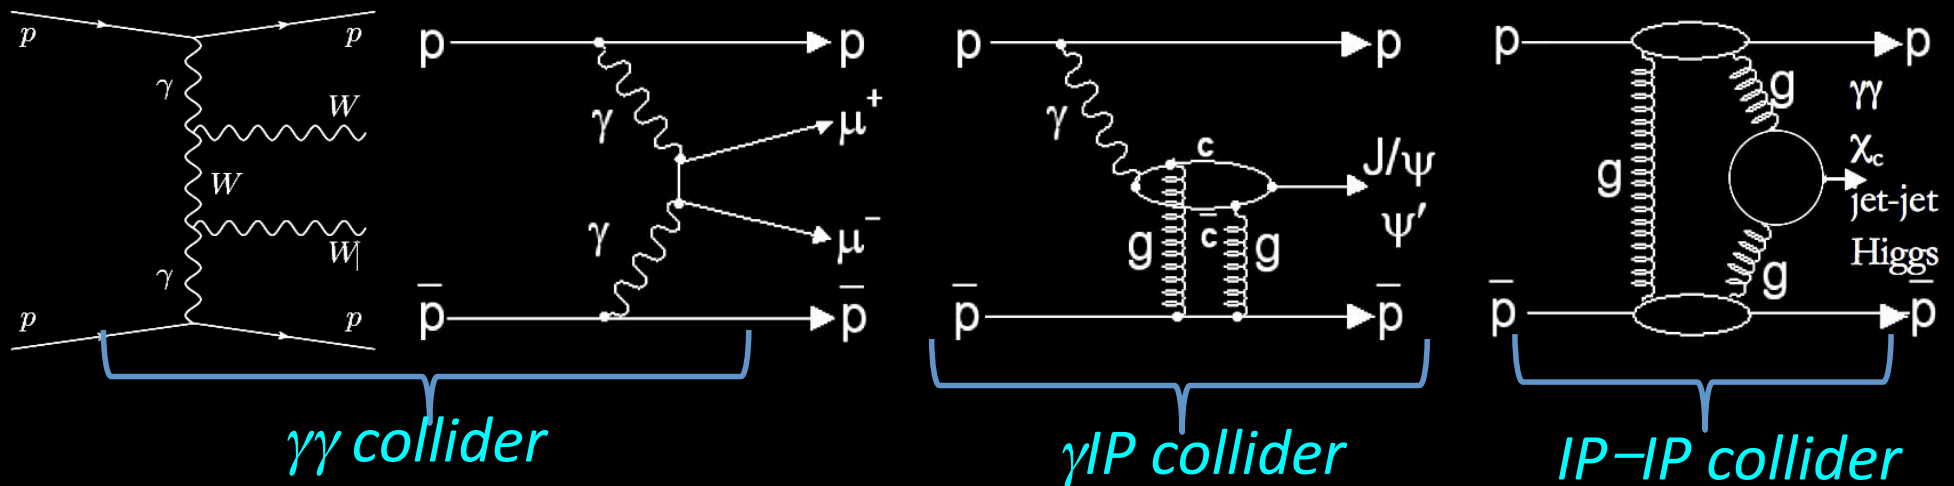 p p
γ
W
W
W|
γ
p p
p p
γ
μ⁺
γ
μ⁻
p̅ p̅
γγ collider
p p
γ
c
J/ψ
ψ′
g c̅ g
p̅ p̅
γIP collider
p p
g
γγ
χc
g
jet-jet
Higgs
g
p̅ p̅
IP–IP collider